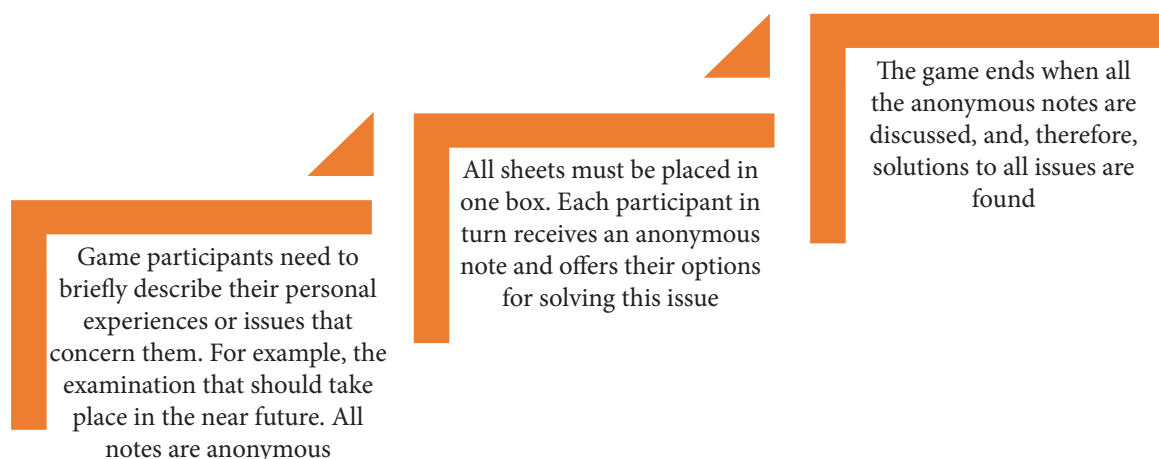 Game participants need to
briefly describe their personal
experiences or issues that
concern them. For example, the
examination that should take
place in the near future. All
notes are anonymous
All sheets must be placed in
one box. Each participant in
turn receives an anonymous
note and offers their options
for solving this issue
The game ends when all
the anonymous notes are
discussed, and, therefore,
solutions to all issues are
found